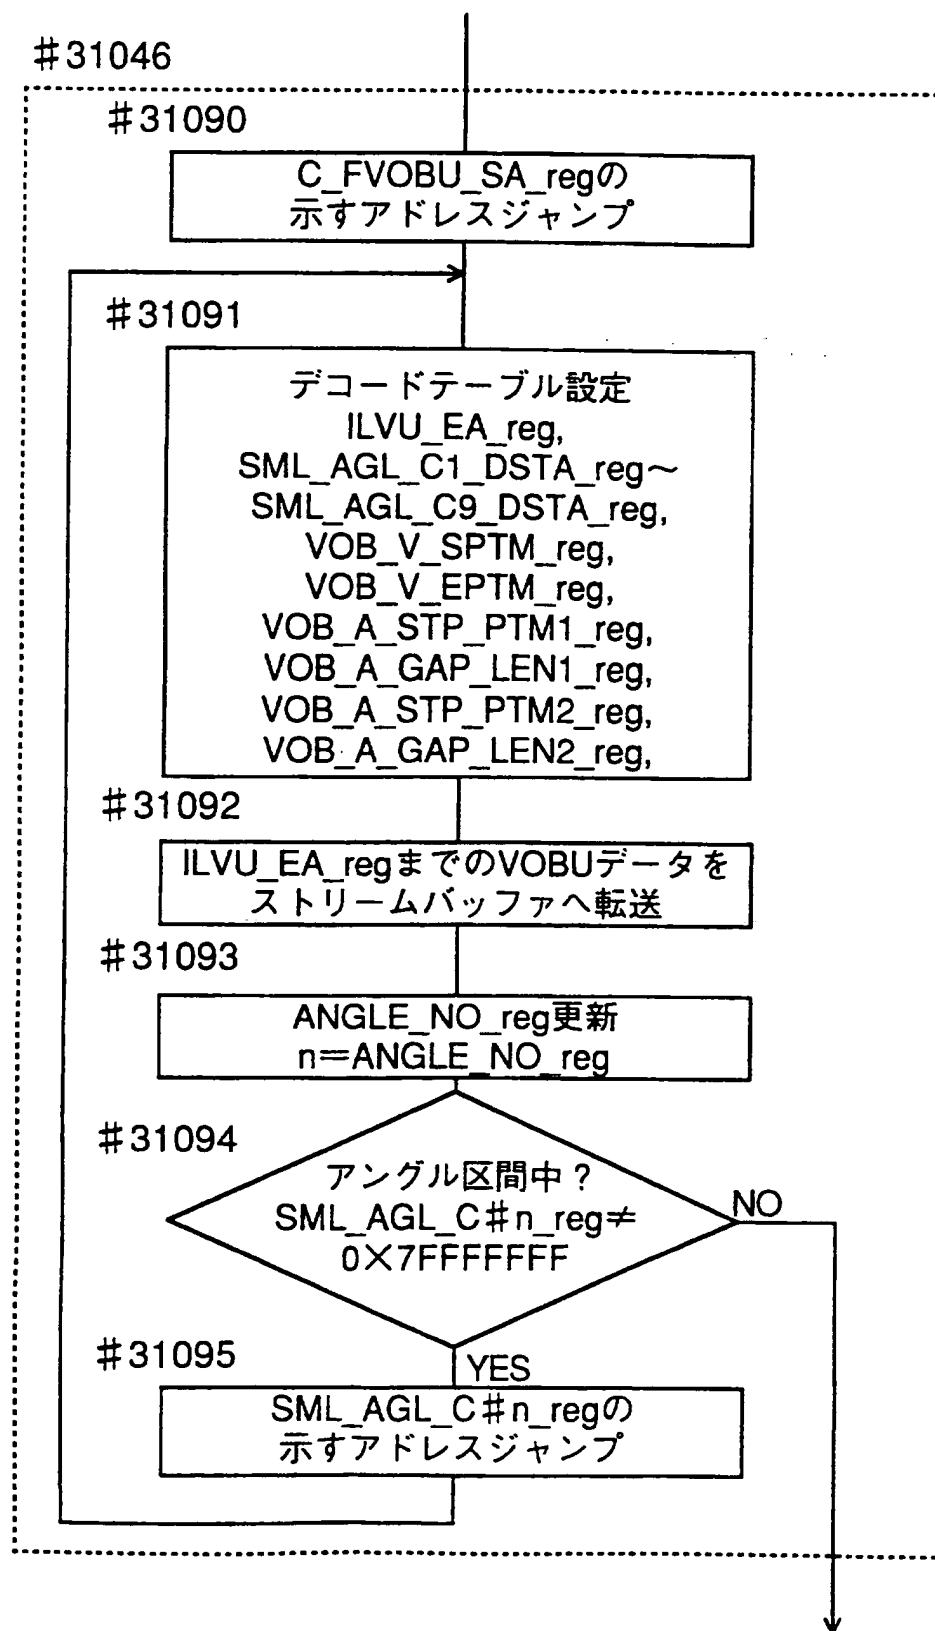 #31046
#31090
C_FVOBU_SA_regの
示すアドレスジャンプ
#31091
デコードテーブル設定
ILVU_EA_reg,
SML_AGL_C1_DSTA_reg～
SML_AGL_C9_DSTA_reg,
VOB_V_SPTM_reg,
VOB_V_EPTM_reg,
VOB_A_STP_PTM1_reg,
VOB_A_GAP_LEN1_reg,
VOB_A_STP_PTM2_reg,
VOB_A_GAP_LEN2_reg,
#31092
ILVU_EA_regまでのVOBUデータを
ストリームバッファへ転送
#31093
ANGLE_NO_reg更新
n=ANGLE_NO_reg
#31094
アングル区間中？
SML_AGL_C#n_reg≠
0×7FFFFFFF
NO
#31095
YES
SML_AGL_C#n_regの
示すアドレスジャンプ